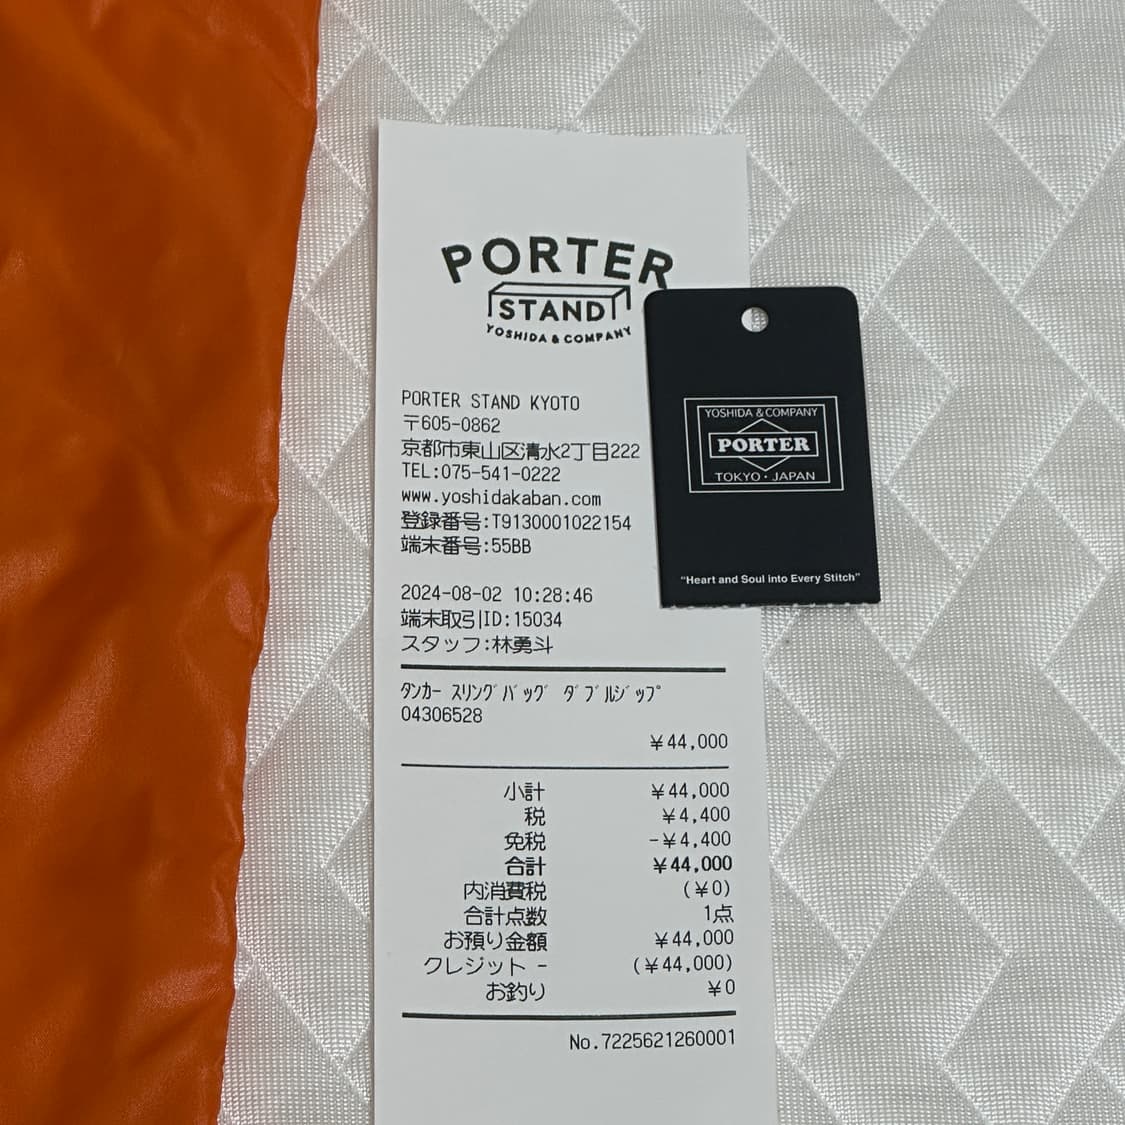 PORTER
STAND
YOSHIDA & COMPANY
PORTER STAND KYOTO
〒605-0862
京都市東山区清水2丁目222
TEL:075-541-0222
www.yoshidakaban.com
登録番号:T9130001022154
端末番号:55BB
2024-08-02 10:28:46
端末取引ID:15034
スタッフ:林勇斗
ﾀﾝｶｰ ｽﾘﾝｸﾞﾊﾞｯｸﾞ ﾀﾞﾌﾞﾙｼﾞｯﾌﾟ
04306528
¥44,000
小計 ¥44,000
税 ¥4,400
免税 -¥4,400
合計 ¥44,000
内消費税 (¥0)
合計点数 1点
お預り金額 ¥44,000
クレジット - (¥44,000)
お釣り ¥0
No.7225621260001
YOSHIDA & COMPANY
PORTER
TOKYO・JAPAN
"Heart and Soul into Every Stitch"